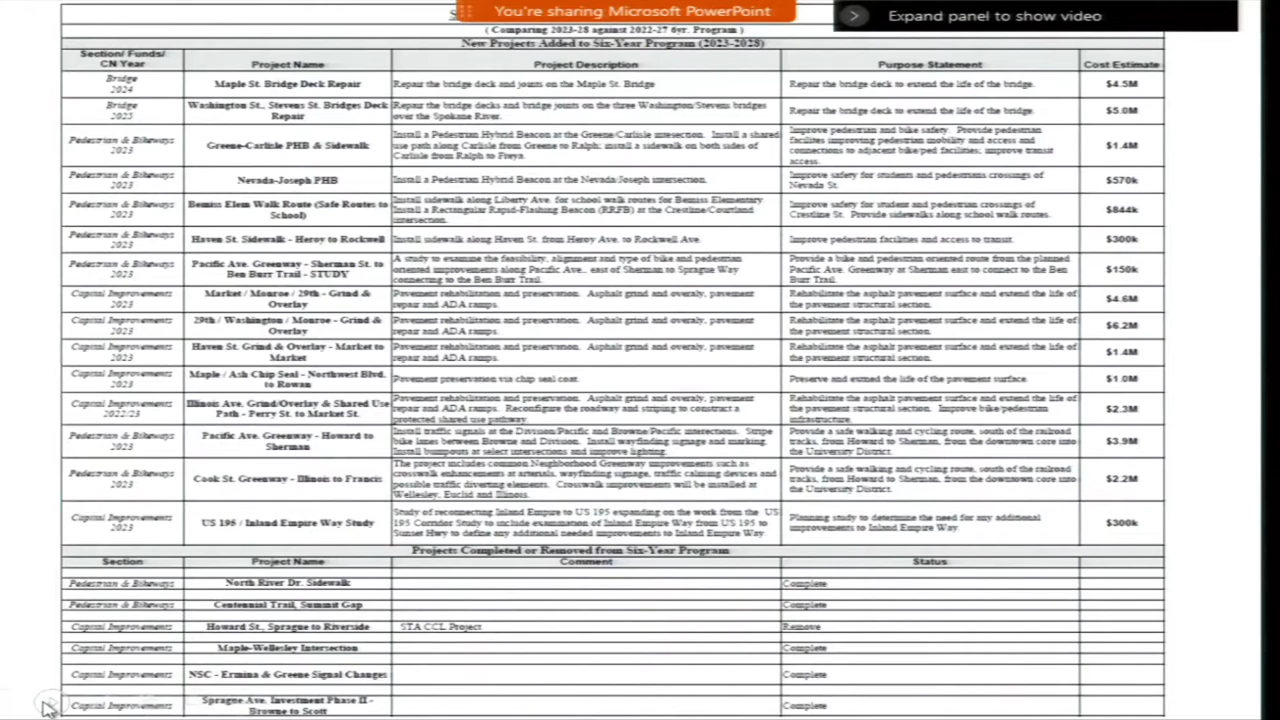 You're sharing Microsoft PowerPoint
Expand panel to show video
( Comparing 2023-28 against 2022-27 6yr. Program )
New Projects Added to Six-Year Program (2023-2028)
Section/ Funds/
CN Year
Project Name
Project Description
Purpose Statement
Cost Estimate
Bridge
2024
Maple St. Bridge Deck Repair
Repair the bridge deck and joints on the Maple St. Bridge
Repair the bridge deck to extend the life of the bridge.
$4.5M
Bridge
2025
Washington St., Stevens St. Bridges Deck
Repair
Repair the bridge decks and bridge joints on the three Washington/Stevens bridges
over the Spokane River.
Repair the bridge deck to extend the life of the bridge.
$5.0M
Pedestrian & Bikeways
2023
Greene-Carlisle PHB & Sidewalk
Install a Pedestrian Hybrid Beacon at the Greene/Carlisle intesection. Install a shared
use path along Carlisle from Greene to Ralph; install a sidewalk on both sides of
Carlisle from Ralph to Freya.
Improve pedestrian and bike safety. Provide pedestrian
facilites improving pedestrian mobility and access and
connections to adjacent bike/ped facilities; improve transit
access.
$1.4M
Pedestrian & Bikeways
2023
Nevada-Joseph PHB
Install a Pedestrian Hybrid Beacon at the Nevada/Joseph intersection.
Improve safety for students and pedestrians crossings of
Nevada St.
$570k
Pedestrian & Bikeways
2023
Bemiss Elem Walk Route (Safe Routes to
School)
Install sidewalk along Liberty Ave. for school walk routes for Bemiss Elementary
Install a Rectangular Rapid-Flashing Beacon (RRFB) at the Crestline/Courtland
intersection.
Improve safety for student and pedestrian crossings of
Crestline St. Provide sidewalks along school walk routes.
$844k
Pedestrian & Bikeways
2023
Haven St. Sidewalk - Heroy to Rockwell
Install sidewalk along Haven St. from Heroy Ave. to Rockwell Ave.
Improve pedestrian facilities and access to transit.
$300k
Pedestrian & Bikeways
2023
Pacific Ave. Greenway - Sherman St. to
Ben Burr Trail - STUDY
A study to examine the feasibility, alignment and type of bike and pedestrian
oriented improvements along Pacific Ave., east of Sherman to Sprague Way
connecting to the Ben Burr Trail.
Provide a bike and pedestrian oriented route from the planned
Pacific Ave. Greenway at Sherman east to connect to the Ben
Burr Trail.
$150k
Capital Improvements
2023
Market / Monroe / 29th - Grind &
Overlay
Pavement rehabilitation and preservation. Asphalt grind and overaly, pavement
repair and ADA ramps.
Rehabilitate the asphalt pavement surface and extend the life of
the pavement structural section.
$4.6M
Capital Improvements
2023
29th / Washington / Monroe - Grind &
Overlay
Pavement rehabilitation and preservation. Asphalt grind and overaly, pavement
repair and ADA ramps.
Rehabilitate the asphalt pavement surface and extend the life of
the pavement structural section.
$6.2M
Capital Improvements
2023
Haven St. Grind & Overlay - Market to
Market
Pavement rehabilitation and preservation. Asphalt grind and overaly, pavement
repair and ADA ramps.
Rehabilitate the asphalt pavement surface and extend the life of
the pavement structural section.
$1.4M
Capital Improvements
2023
Maple / Ash Chip Seal - Northwest Blvd.
to Rowan
Pavement preservation via chip seal coat.
Preserve and extned the life of the pavement surface.
$1.0M
Capital Improvements
2022/23
Illinois Ave. Grind/Overlay & Shared Use
Path - Perry St. to Market St.
Pavement rehabilitation and preservation. Asphalt grind and overaly, pavement
repair and ADA ramps. Reconfigure the roadway and striping to construct a
protected shared use pathway.
Rehabilitate the asphalt pavement surface and extend the life of
the pavement structural section. Improve bike/pedestrian
infrastructure.
$2.3M
Pedestrian & Bikeways
2023
Pacific Ave. Greenway - Howard to
Sherman
Install traffic signals at the Division/Pacific and Browne/Pacific interections. Stripe
bike lanes between Browne and Division. Install wayfinding signage and marking.
Install bumpouts at select intersections and improve lighting.
Provide a safe walking and cycling route, south of the railroad
tracks, from Howard to Sherman, from the downtown core into
the University District.
$3.9M
Pedestrian & Bikeways
2023
Cook St. Greenway - Illinois to Francis
The project includes common Neighborhood Greenway improvements such as
crosswalk enhancements at arterials, wayfinding signage, traffic calming devices and
possible traffic diverting elements. Crosswalk improvements will be installed at
Wellesley, Euclid and Illinois.
Provide a safe walking and cycling route, south of the railroad
tracks, from Howard to Sherman, from the downtown core into
the University District.
$2.2M
Capital Improvements
2023
US 195 / Inland Empire Way Study
Study of reconnecting Inland Empire to US 195 expanding on the work from the US
195 Corridor Study to include examination of Inland Empire Way from US 195 to
Sunset Hwy to define any additional needed improvements to Inland Empire Way
Planning study to determine the need for any additional
improvements to Inland Empire Way.
$300k
Projects Completed or Removed from Six-Year Program
Section
Project Name
Comment
Status
Pedestrian & Bikeways
North River Dr. Sidewalk
Complete
Pedestrian & Bikeways
Centennial Trail, Summit Gap
Complete
Capital Improvements
Howard St., Sprague to Riverside
STA CCL Project
Remove
Capital Improvements
Maple-Wellesley Intersection
Complete
Capital Improvements
NSC - Ermina & Greene Signal Changes
Complete
Capital Improvements
Sprague Ave. Investment Phase II -
Browne to Scott
Complete